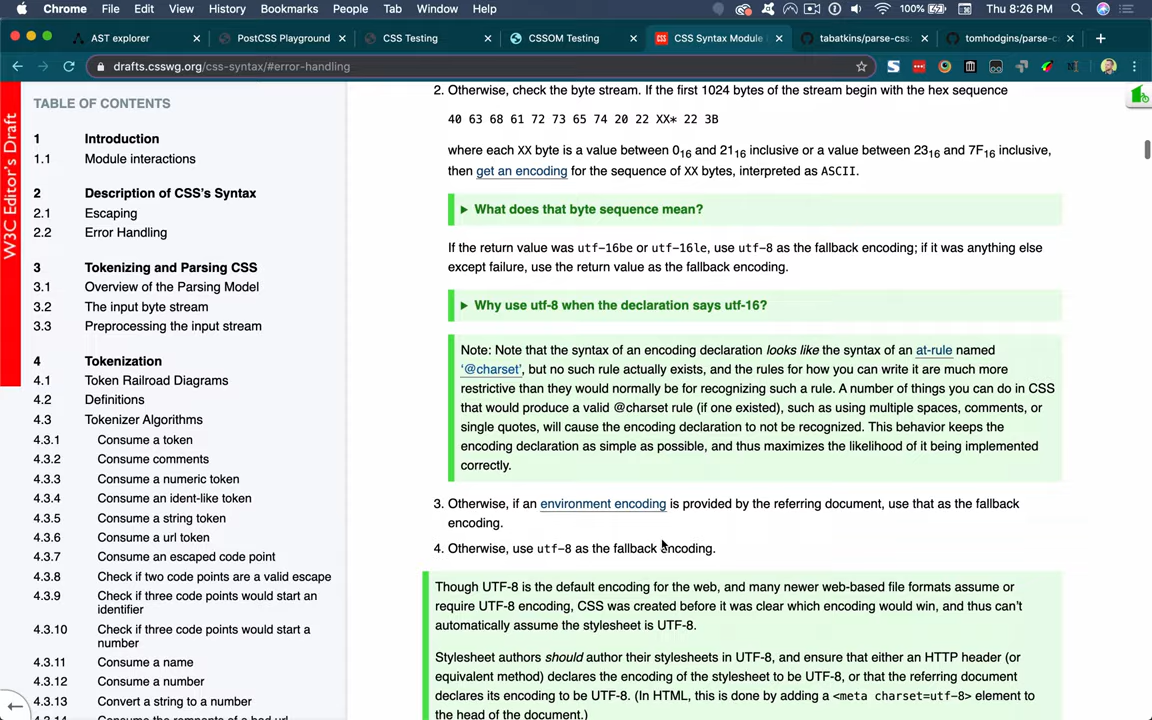 Chrome File Edit View History Bookmarks People Tab Window Help 100% Thu 8:26 PM
AST explorer PostCSS Playground CSS Testing CSSOM Testing CSS Syntax Module tabatkins/parse-css: tomhodgins/parse-cs
drafts.csswg.org/css-syntax/#error-handling
W3C Editor's Draft
TABLE OF CONTENTS
1 Introduction
1.1 Module interactions
2 Description of CSS's Syntax
2.1 Escaping
2.2 Error Handling
3 Tokenizing and Parsing CSS
3.1 Overview of the Parsing Model
3.2 The input byte stream
3.3 Preprocessing the input stream
4 Tokenization
4.1 Token Railroad Diagrams
4.2 Definitions
4.3 Tokenizer Algorithms
4.3.1 Consume a token
4.3.2 Consume comments
4.3.3 Consume a numeric token
4.3.4 Consume an ident-like token
4.3.5 Consume a string token
4.3.6 Consume a url token
4.3.7 Consume an escaped code point
4.3.8 Check if two code points are a valid escape
4.3.9 Check if three code points would start an
identifier
4.3.10 Check if three code points would start a
number
4.3.11 Consume a name
4.3.12 Consume a number
4.3.13 Convert a string to a number
4.3.14 Consume the remnants of a bad url
2. Otherwise, check the byte stream. If the first 1024 bytes of the stream begin with the hex sequence
40 63 68 61 72 73 65 74 20 22 XX* 22 3B
where each XX byte is a value between 0₁₆ and 21₁₆ inclusive or a value between 23₁₆ and 7F₁₆ inclusive,
then get an encoding for the sequence of XX bytes, interpreted as ASCII.
▶ What does that byte sequence mean?
If the return value was utf-16be or utf-16le, use utf-8 as the fallback encoding; if it was anything else
except failure, use the return value as the fallback encoding.
▶ Why use utf-8 when the declaration says utf-16?
Note: Note that the syntax of an encoding declaration looks like the syntax of an at-rule named
'@charset', but no such rule actually exists, and the rules for how you can write it are much more
restrictive than they would normally be for recognizing such a rule. A number of things you can do in CSS
that would produce a valid @charset rule (if one existed), such as using multiple spaces, comments, or
single quotes, will cause the encoding declaration to not be recognized. This behavior keeps the
encoding declaration as simple as possible, and thus maximizes the likelihood of it being implemented
correctly.
3. Otherwise, if an environment encoding is provided by the referring document, use that as the fallback
encoding.
4. Otherwise, use utf-8 as the fallback encoding.
Though UTF-8 is the default encoding for the web, and many newer web-based file formats assume or
require UTF-8 encoding, CSS was created before it was clear which encoding would win, and thus can't
automatically assume the stylesheet is UTF-8.
Stylesheet authors should author their stylesheets in UTF-8, and ensure that either an HTTP header (or
equivalent method) declares the encoding of the stylesheet to be UTF-8, or that the referring document
declares its encoding to be UTF-8. (In HTML, this is done by adding a <meta charset=utf-8> element to
the head of the document.)